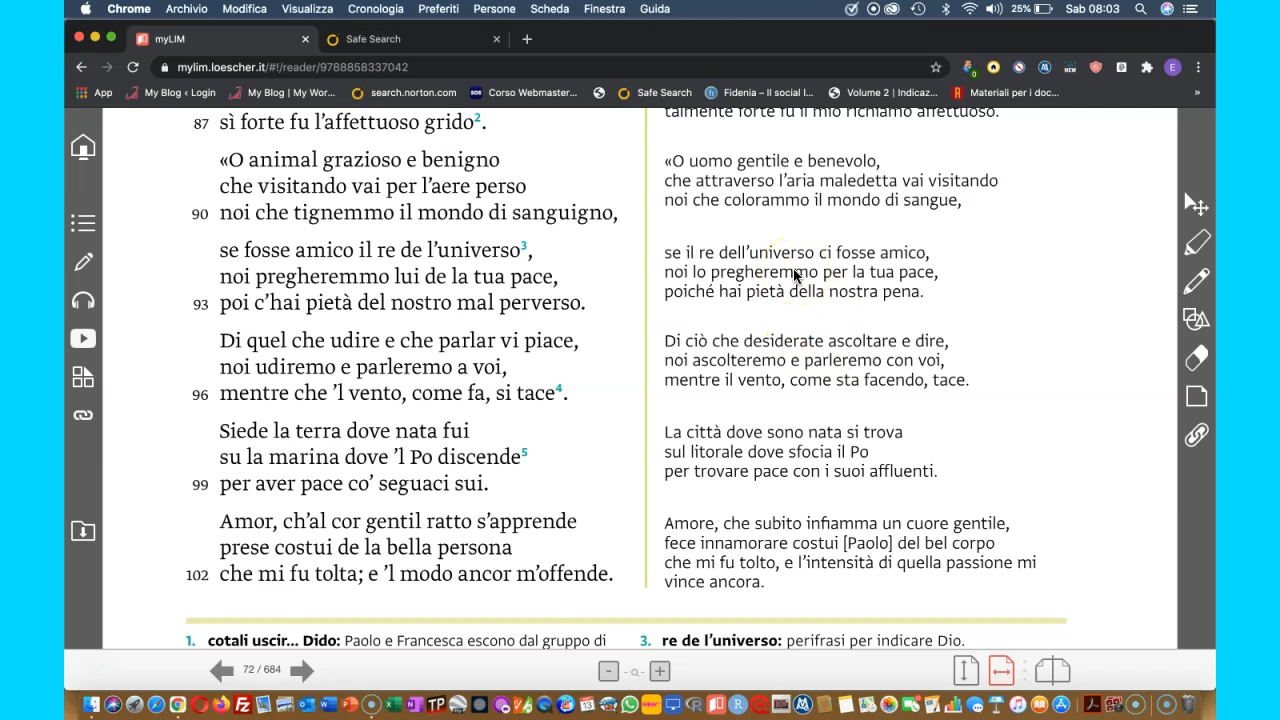 Chrome Archivio Modifica Visualizza Cronologia Preferiti Persone Scheda Finestra Guida 25% Sab 08:03
myLIM Safe Search
mylim.loescher.it/#!/reader/9788858337042
App My Blog ‹ Login My Blog | My Wor... search.norton.com Corso Webmaster... Safe Search Fidenia – Il social l... Volume 2 | Indicaz... Materiali per i doc... »
87 sì forte fu l'affettuoso grido².
«O animal grazioso e benigno
che visitando vai per l'aere perso
90 noi che tignemmo il mondo di sanguigno,
se fosse amico il re de l'universo³,
noi pregheremmo lui de la tua pace,
93 poi c'hai pietà del nostro mal perverso.
Di quel che udire e che parlar vi piace,
noi udiremo e parleremo a voi,
96 mentre che 'l vento, come fa, si tace⁴.
Siede la terra dove nata fui
su la marina dove 'l Po discende⁵
99 per aver pace co' seguaci sui.
Amor, ch'al cor gentil ratto s'apprende
prese costui de la bella persona
102 che mi fu tolta; e 'l modo ancor m'offende.
talmente forte fu il mio richiamo affettuoso.
«O uomo gentile e benevolo,
che attraverso l'aria maledetta vai visitando
noi che colorammo il mondo di sangue,
se il re dell'universo ci fosse amico,
noi lo pregheremmo per la tua pace,
poiché hai pietà della nostra pena.
Di ciò che desiderate ascoltare e dire,
noi ascolteremo e parleremo con voi,
mentre il vento, come sta facendo, tace.
La città dove sono nata si trova
sul litorale dove sfocia il Po
per trovare pace con i suoi affluenti.
Amore, che subito infiamma un cuore gentile,
fece innamorare costui [Paolo] del bel corpo
che mi fu tolto, e l'intensità di quella passione mi
vince ancora.
1. cotali uscir... Dido: Paolo e Francesca escono dal gruppo di
3. re de l'universo: perifrasi per indicare Dio.
72 / 684